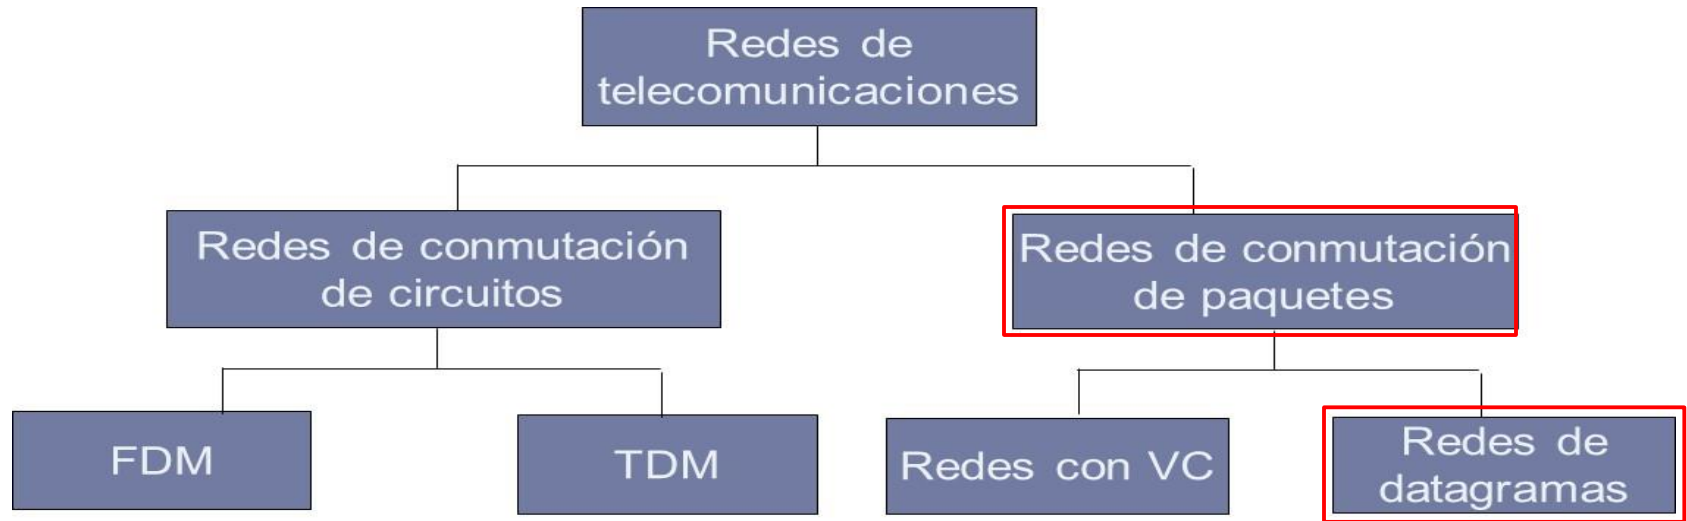 Redes de
telecomunicaciones
Redes de conmutación
de circuitos
Redes de conmutación
de paquetes
FDM
TDM
Redes con VC
Redes de
datagramas